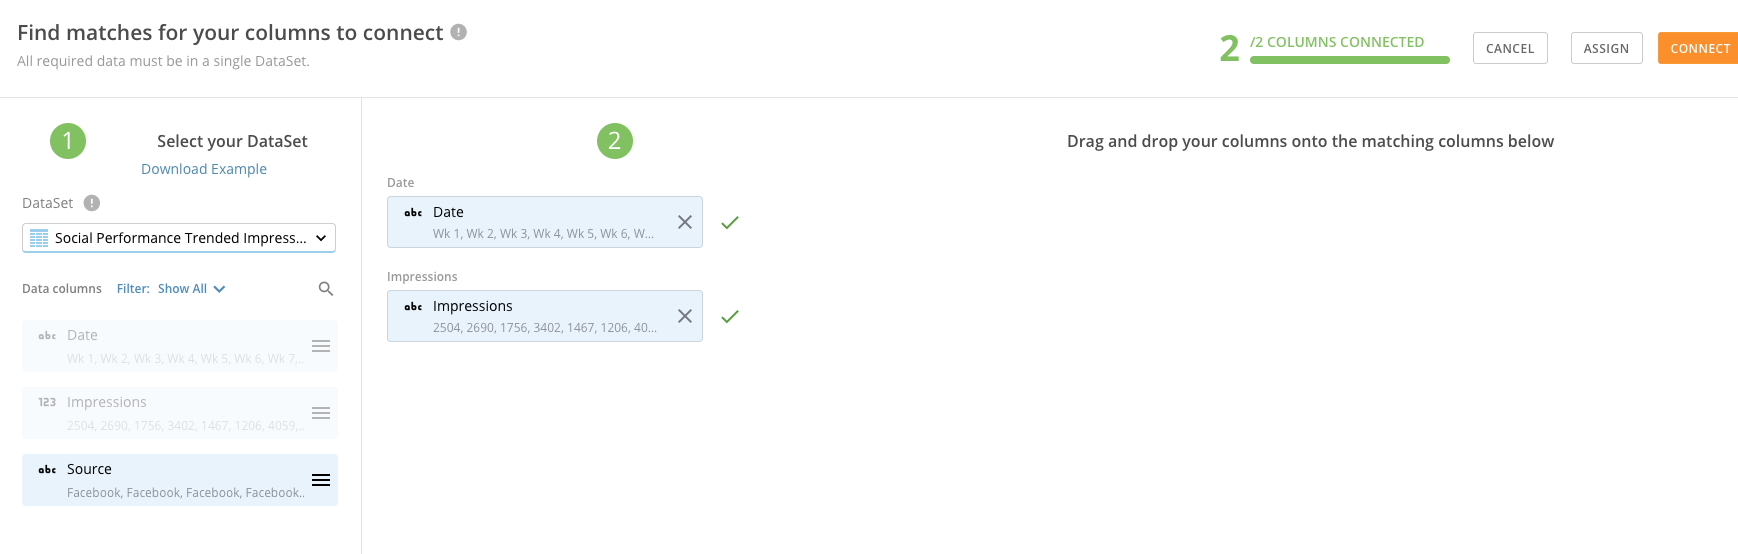 Find matches for your columns to connect
All required data must be in a single DataSet.
2 /2 COLUMNS CONNECTED
CANCEL
ASSIGN
CONNECT
1
Select your DataSet
Download Example
DataSet
Social Performance Trended Impress...
Data columns Filter: Show All
abc Date
Wk 1, Wk 2, Wk 3, Wk 4, Wk 5, Wk 6, Wk 7,..
123 Impressions
2504, 2690, 1756, 3402, 1467, 1206, 4059,..
abc Source
Facebook, Facebook, Facebook, Facebook..
2
Drag and drop your columns onto the matching columns below
Date
abc Date
Wk 1, Wk 2, Wk 3, Wk 4, Wk 5, Wk 6, W...
Impressions
abc Impressions
2504, 2690, 1756, 3402, 1467, 1206, 40...